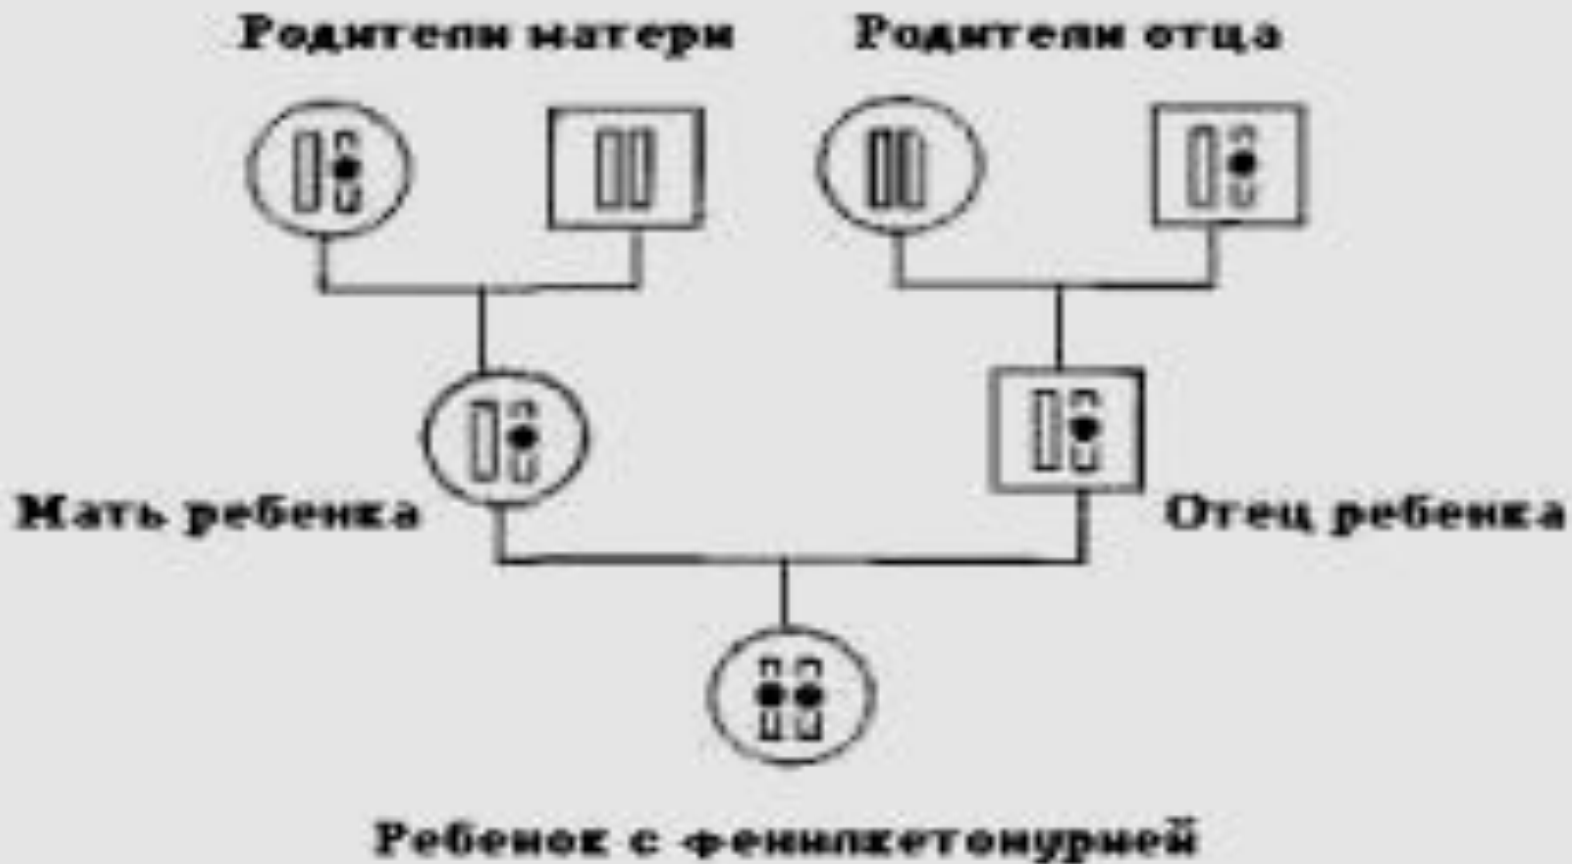 Родители матери
Родители отца
Мать ребенка
Отец ребенка
Ребенок с фенилкетонурией